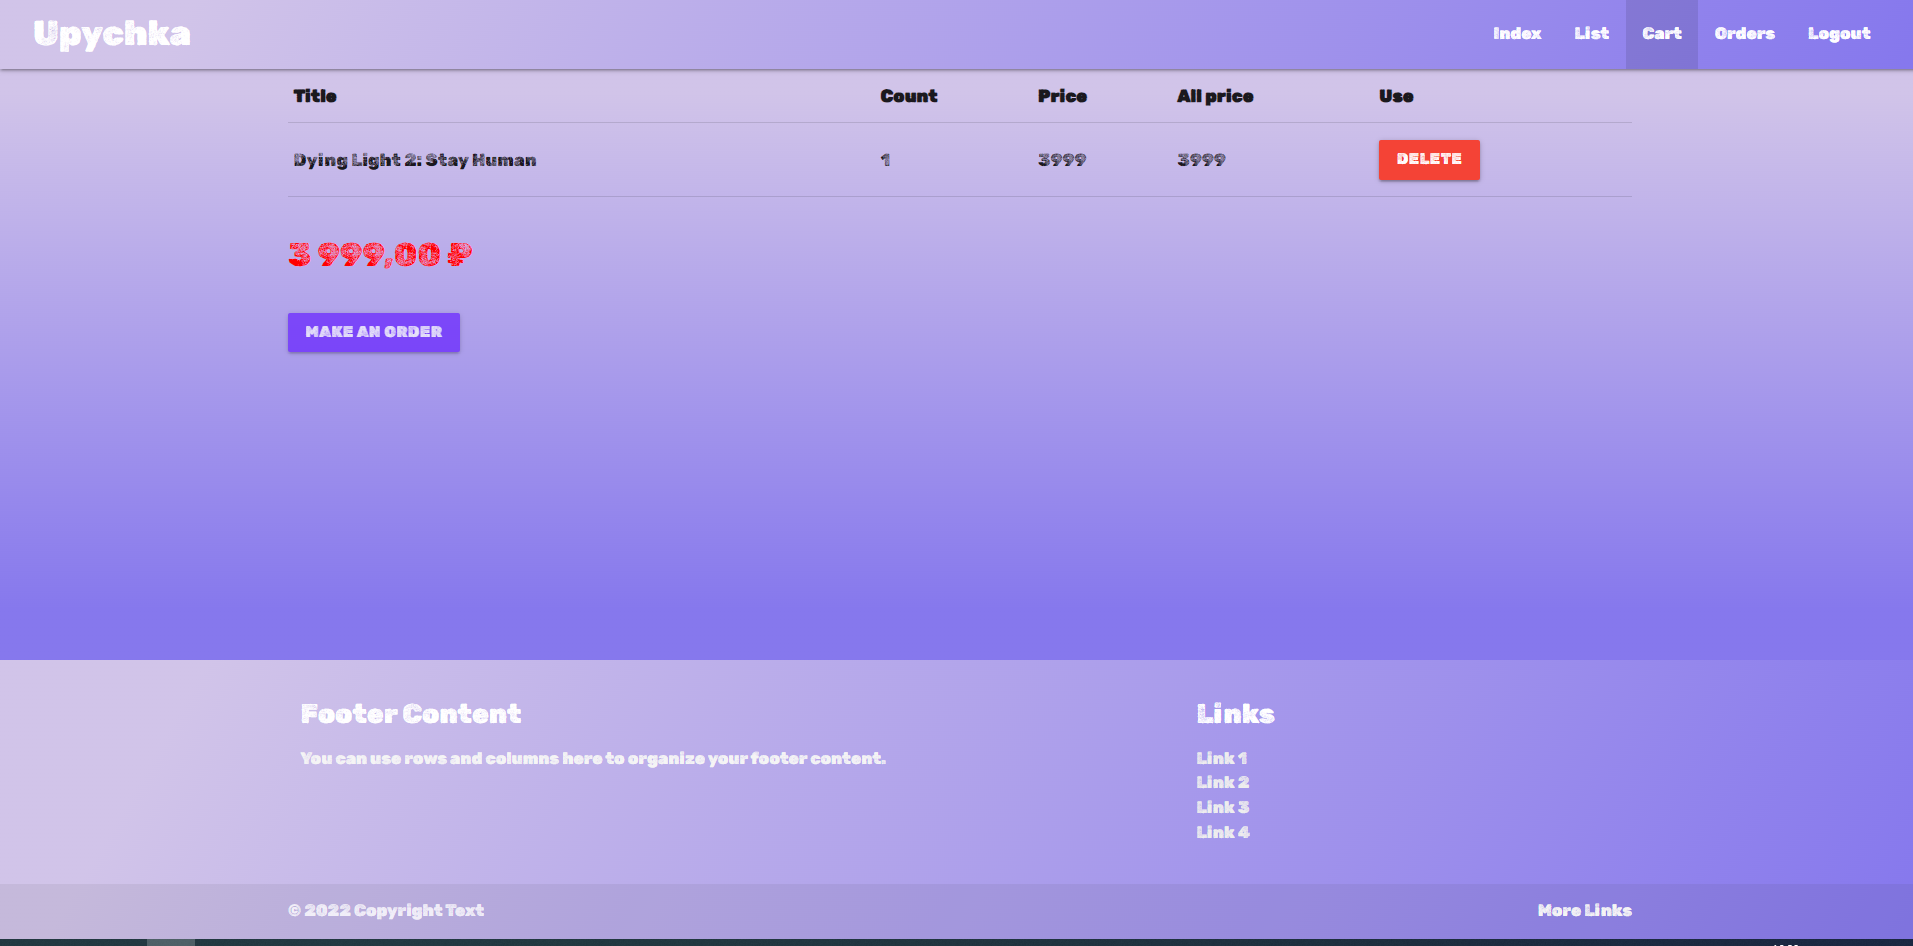 Upychka
Index List Cart Orders Logout
Title Count Price All price Use
Dying Light 2: Stay Human 1 3999 3999 DELETE
3 999,00 ₽
MAKE AN ORDER
Footer Content
You can use rows and columns here to organize your footer content.
Links
Link 1
Link 2
Link 3
Link 4
© 2022 Copyright Text
More Links